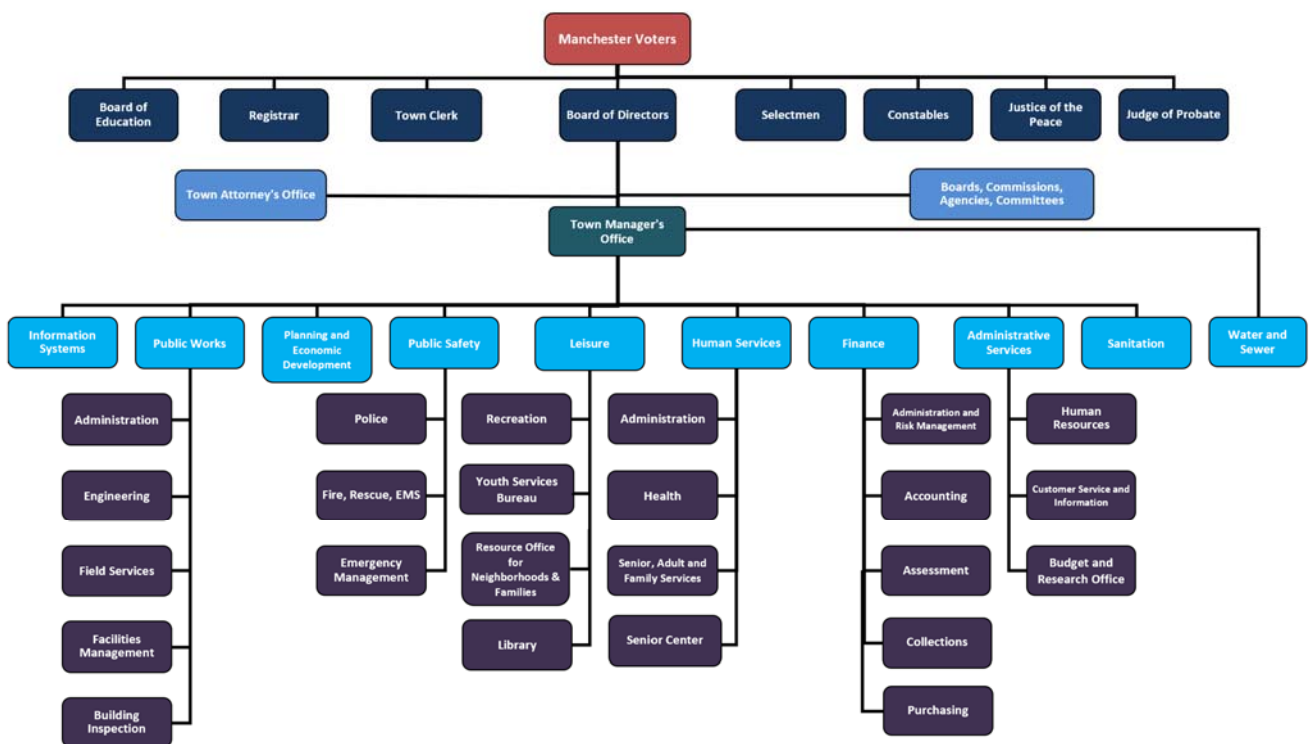 Manchester Voters
Board of
Education
Registrar
Town Clerk
Board of Directors
Selectmen
Constables
Justice of the
Peace
Judge of Probate
Town Attorney's Office
Boards, Commissions,
Agencies, Committees
Town Manager's
Office
Information
Systems
Public Works
Planning and
Economic
Development
Public Safety
Leisure
Human Services
Finance
Administrative
Services
Sanitation
Water and
Sewer
Administration
Engineering
Field Services
Facilities
Management
Building
Inspection
Police
Fire, Rescue, EMS
Emergency
Management
Recreation
Youth Services
Bureau
Resource Office
for
Neighborhoods &
Families
Library
Administration
Health
Senior, Adult and
Family Services
Senior Center
Administration and
Risk Management
Accounting
Assessment
Collections
Purchasing
Human
Resources
Customer Service and
Information
Budget and
Research Office